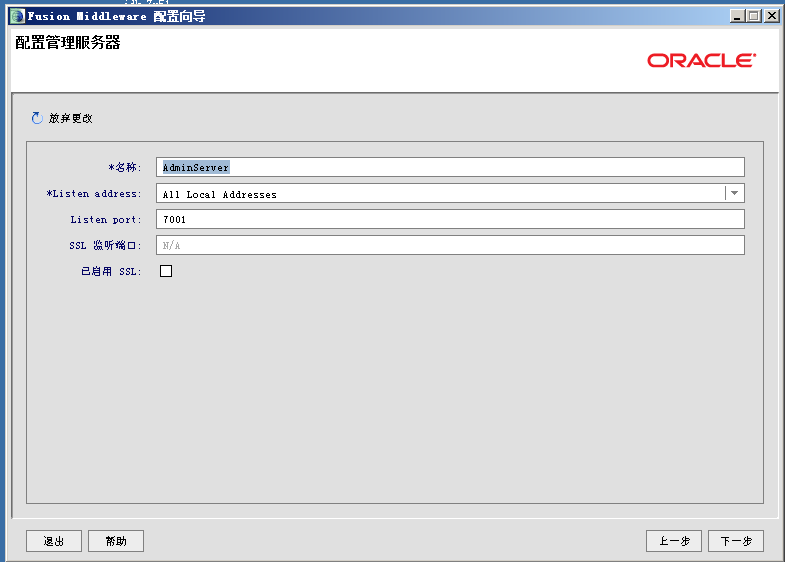 Fusion Middleware 配置向导
配置管理服务器
ORACLE
放弃更改
*名称: AdminServer
*Listen address: All Local Addresses
Listen port: 7001
SSL 监听端口: N/A
已启用 SSL:
退出 帮助 上一步 下一步